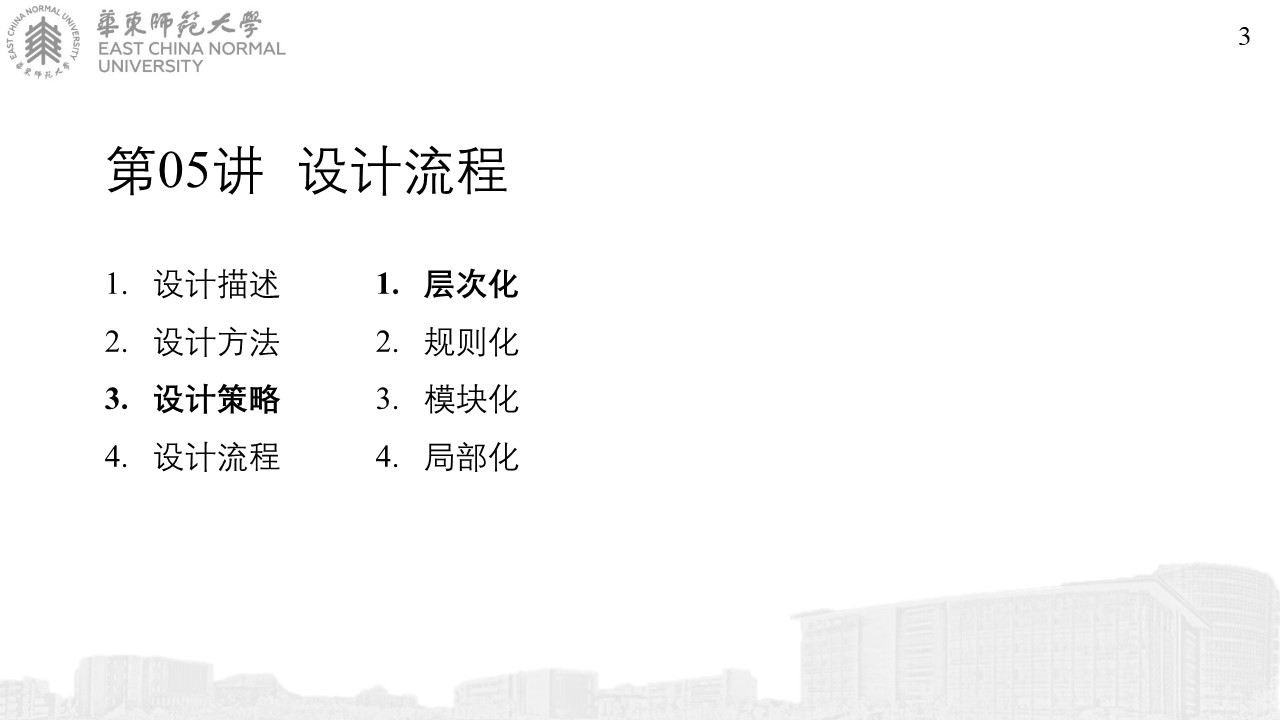 華東師範大學
EAST CHINA NORMAL
UNIVERSITY
EAST CHINA NORMAL UNIVERSITY
華東师范大学
3
第05讲 设计流程
1. 设计描述
2. 设计方法
3. 设计策略
4. 设计流程
1. 层次化
2. 规则化
3. 模块化
4. 局部化